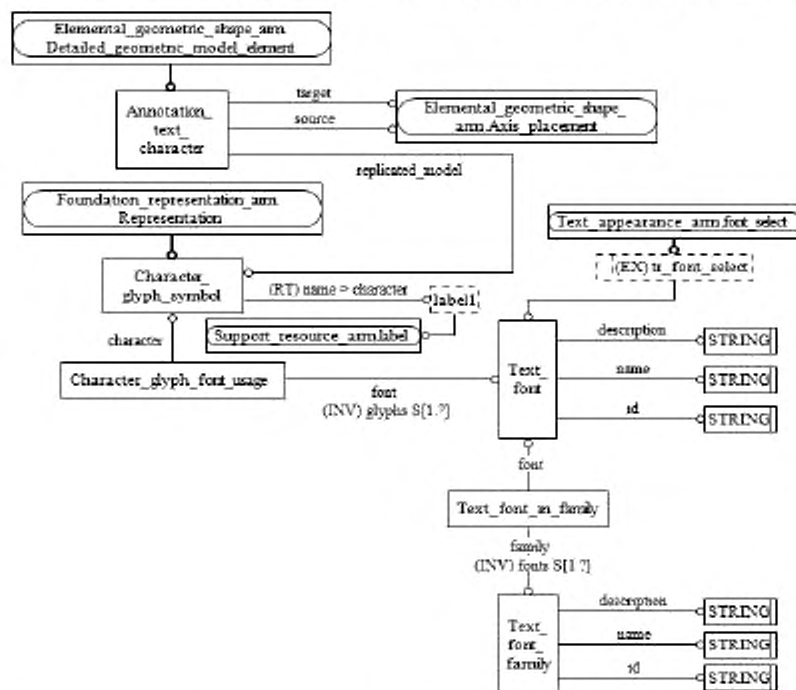 Elemental_geometric_shape_arm.
Detailed_geometric_model_element
target
Annotation_
text_
character
Elemental_geometric_shape_
arm.Axis_placement
source
replicated_model
Foundation_representation_arm.
Representation
Text_appearance_arm.font_select
(EX) tr_font_select
Character_
glyph_symbol
(RT) name > character
label1
Support_resource_arm.label
character
description
STRING
Text_
font
name
STRING
id
STRING
Character_glyph_font_usage
font
(INV) glyphs S[1:?]
font
Text_font_in_family
family
(INV) fonts S[1:?]
description
STRING
Text_
font_
family
name
STRING
id
STRING